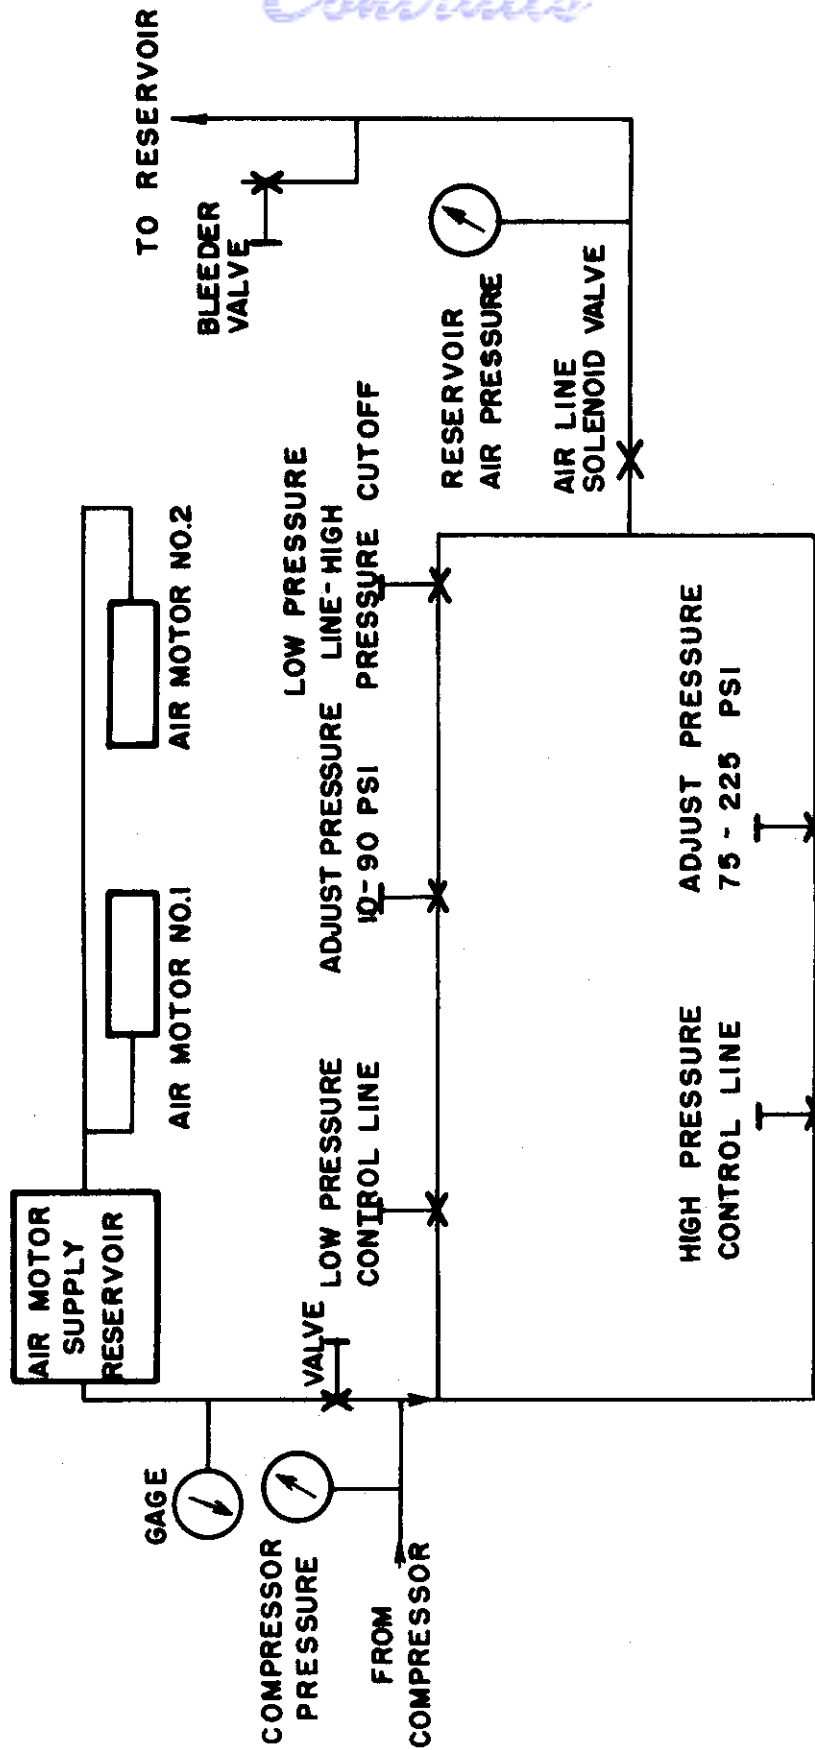 AIR MOTOR
SUPPLY
RESERVOIR
AIR MOTOR NO.1
AIR MOTOR NO.2
TO RESERVOIR
GAGE
BLEEDER
VALVE
COMPRESSOR
PRESSURE
VALVE
LOW PRESSURE
CONTROL LINE
ADJUST PRESSURE
10-90 PSI
LOW PRESSURE
LINE-HIGH
PRESSURE CUTOFF
RESERVOIR
AIR PRESSURE
FROM
COMPRESSOR
AIR LINE
SOLENOID VALVE
HIGH PRESSURE
CONTROL LINE
ADJUST PRESSURE
75-225 PSI